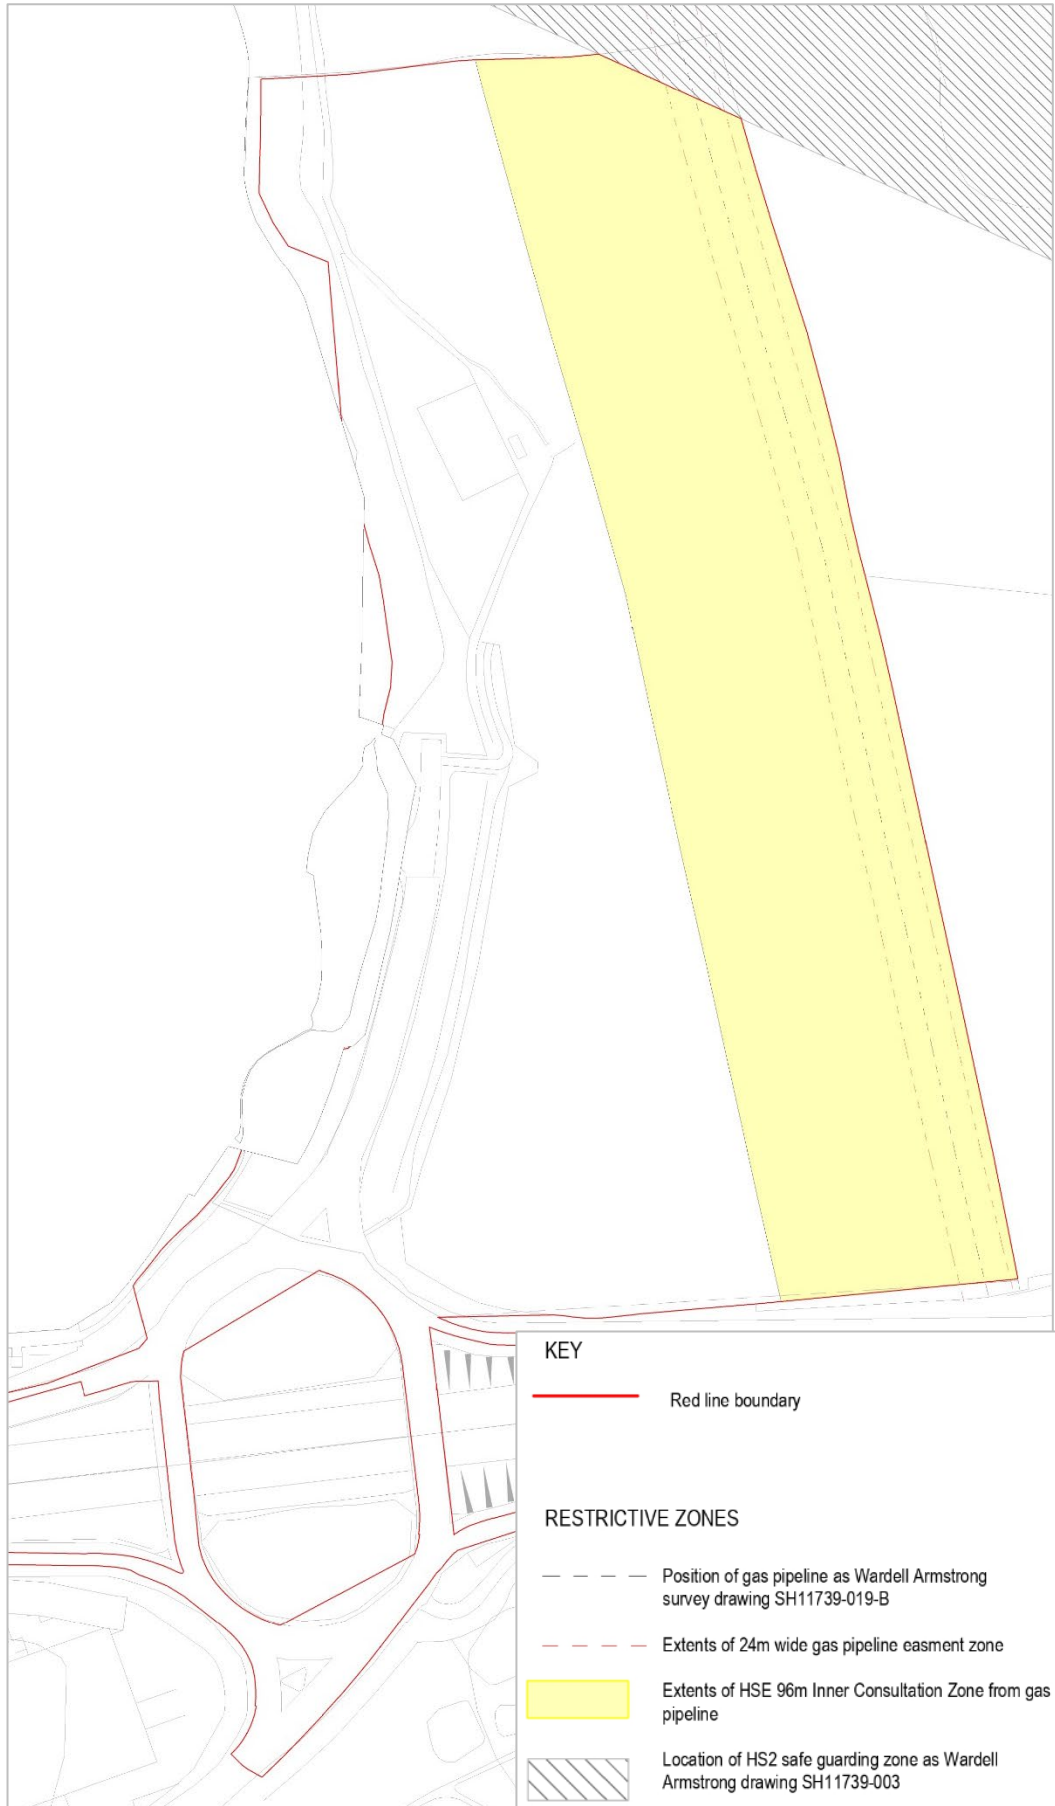 KEY
Red line boundary
RESTRICTIVE ZONES
Position of gas pipeline as Wardell Armstrong
survey drawing SH11739-019-B
Extents of 24m wide gas pipeline easment zone
Extents of HSE 96m Inner Consultation Zone from gas
pipeline
Location of HS2 safe guarding zone as Wardell
Armstrong drawing SH11739-003